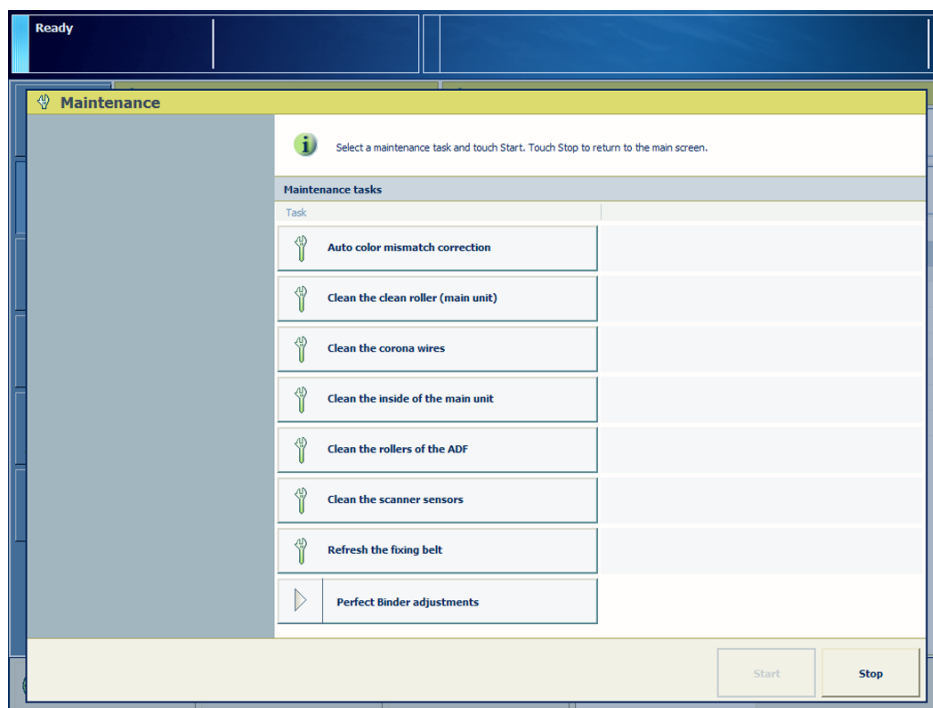 Ready
Maintenance
Select a maintenance task and touch Start. Touch Stop to return to the main screen.
Maintenance tasks
Task
Auto color mismatch correction
Clean the clean roller (main unit)
Clean the corona wires
Clean the inside of the main unit
Clean the rollers of the ADF
Clean the scanner sensors
Refresh the fixing belt
Perfect Binder adjustments
Start
Stop